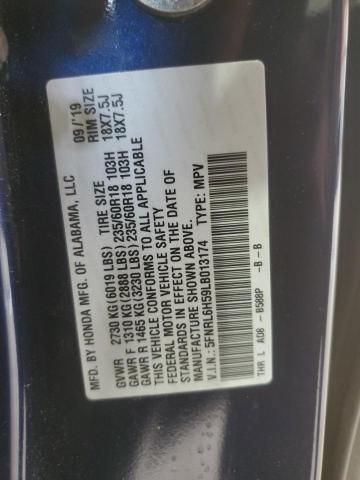 MFD. BY HONDA MFG. OF ALABAMA, LLC 09/'19
TIRE SIZE RIM SIZE
GVWR 2730 KG(6019 LBS)
GAWR F 1310 KG(2888 LBS)235/60R18 103H 18X7.5J
GAWR R 1465 KG(3230 LBS)235/60R18 103H 18X7.5J
THIS VEHICLE CONFORMS TO ALL APPLICABLE
FEDERAL MOTOR VEHICLE SAFETY
STANDARDS IN EFFECT ON THE DATE OF
MANUFACTURE SHOWN ABOVE.
V.I.N.: 5FNRL6H59LB013174 TYPE: MPV
THR L AD8 -B588P -B-B